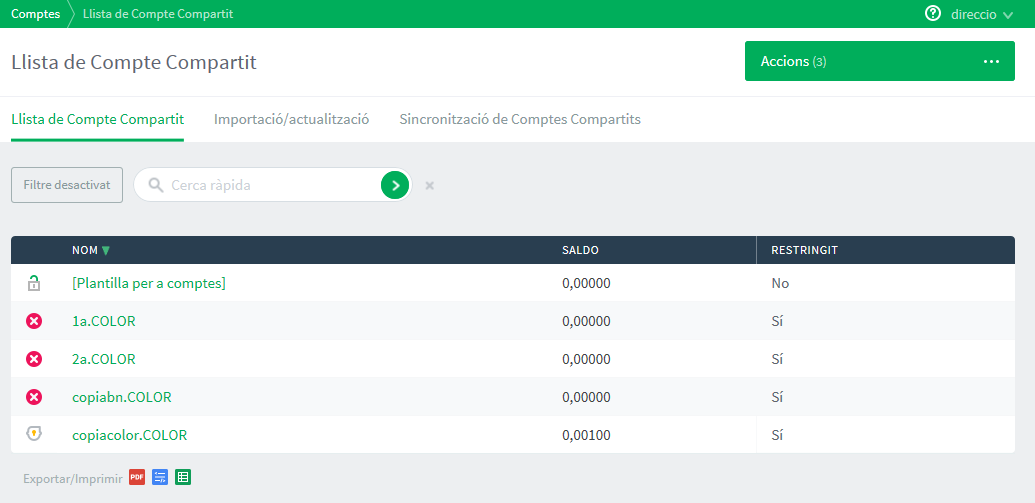 Comptes Llista de Compte Compartit direccio
Llista de Compte Compartit
Accions (3)
Llista de Compte Compartit Importació/actualització Sincronització de Comptes Compartits
Filtre desactivat Cerca ràpida
NOM SALDO RESTRINGIT
[Plantilla per a comptes] 0,00000 No
1a.COLOR 0,00000 Sí
2a.COLOR 0,00000 Sí
copiabn.COLOR 0,00000 Sí
copiacolor.COLOR 0,00100 Sí
Exportar/Imprimir PDF